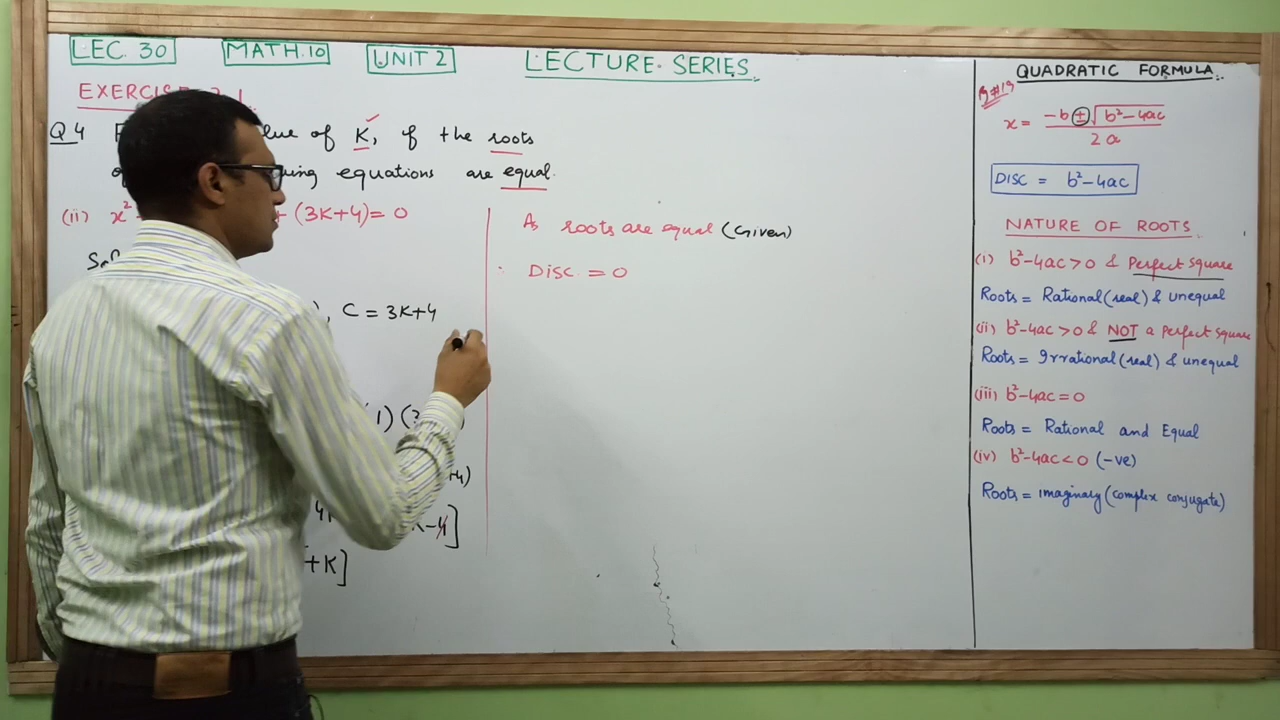 LEC. 30 MATH.10 UNIT 2 LECTURE SERIES
EXERCISE
Q4 value of K, if the roots
equations are equal.
(ii) x² + (3K+4) = 0
Sol
, C = 3K+4
1)(3
4)
K-4]
+K]
As roots are equal (Given)
∴ DISC. = 0
QUADRATIC FORMULA
x = (-b ± √(b²-4ac)) / 2a
DISC = b²-4ac
NATURE OF ROOTS
(i) b²-4ac>0 & Perfect Square
Roots = Rational (real) & unequal
(ii) b²-4ac>0 & NOT a Perfect Square
Roots = Irrational (real) & unequal
(iii) b²-4ac = 0
Roots = Rational and Equal
(iv) b²-4ac<0 (-ve)
Roots = imaginary (complex conjugate)